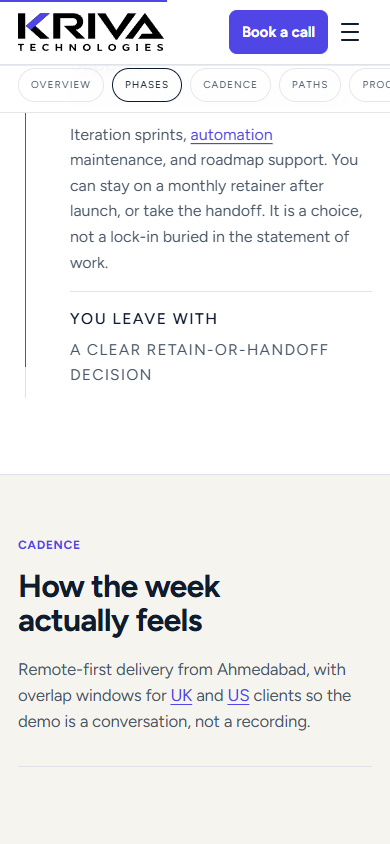 KRIVA
TECHNOLOGIES
Book a call
OVERVIEW
PHASES
CADENCE
PATHS
Iteration sprints, automation
maintenance, and roadmap support. You
can stay on a monthly retainer after
launch, or take the handoff. It is a choice,
not a lock-in buried in the statement of
work.
YOU LEAVE WITH
A CLEAR RETAIN-OR-HANDOFF
DECISION
CADENCE
How the week
actually feels
Remote-first delivery from Ahmedabad, with
overlap windows for UK and US clients so the
demo is a conversation, not a recording.